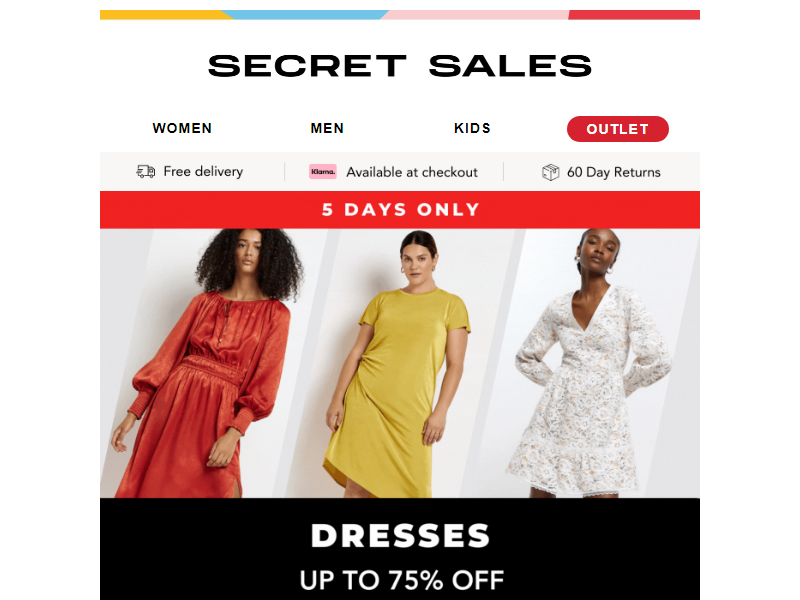 SECRET SALES
WOMEN MEN KIDS OUTLET
Free delivery Klarna. Available at checkout 60 Day Returns
5 DAYS ONLY
DRESSES
UP TO 75% OFF